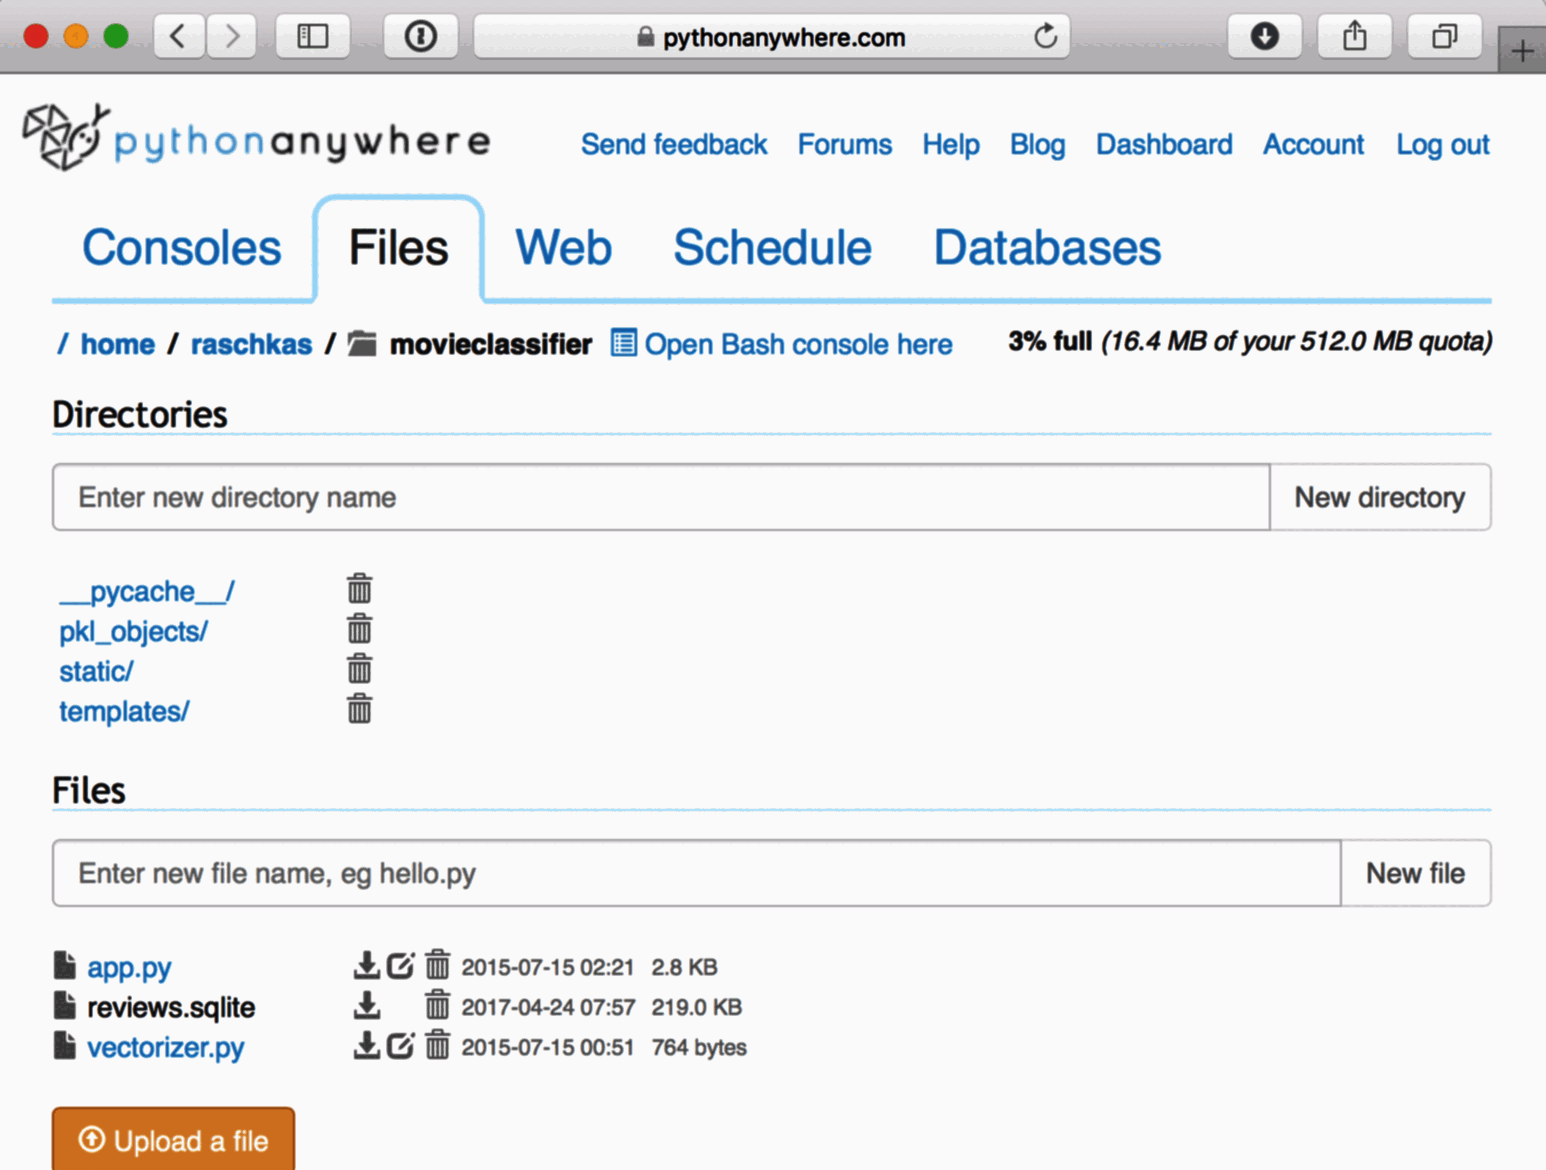 pythonanywhere.com
pythonanywhere
Send feedback Forums Help Blog Dashboard Account Log out
Consoles Files Web Schedule Databases
/ home / raschkas / movieclassifier Open Bash console here 3% full (16.4 MB of your 512.0 MB quota)
Directories
Enter new directory name New directory
__pycache__/
pkl_objects/
static/
templates/
Files
Enter new file name, eg hello.py New file
app.py 2015-07-15 02:21 2.8 KB
reviews.sqlite 2017-04-24 07:57 219.0 KB
vectorizer.py 2015-07-15 00:51 764 bytes
Upload a file